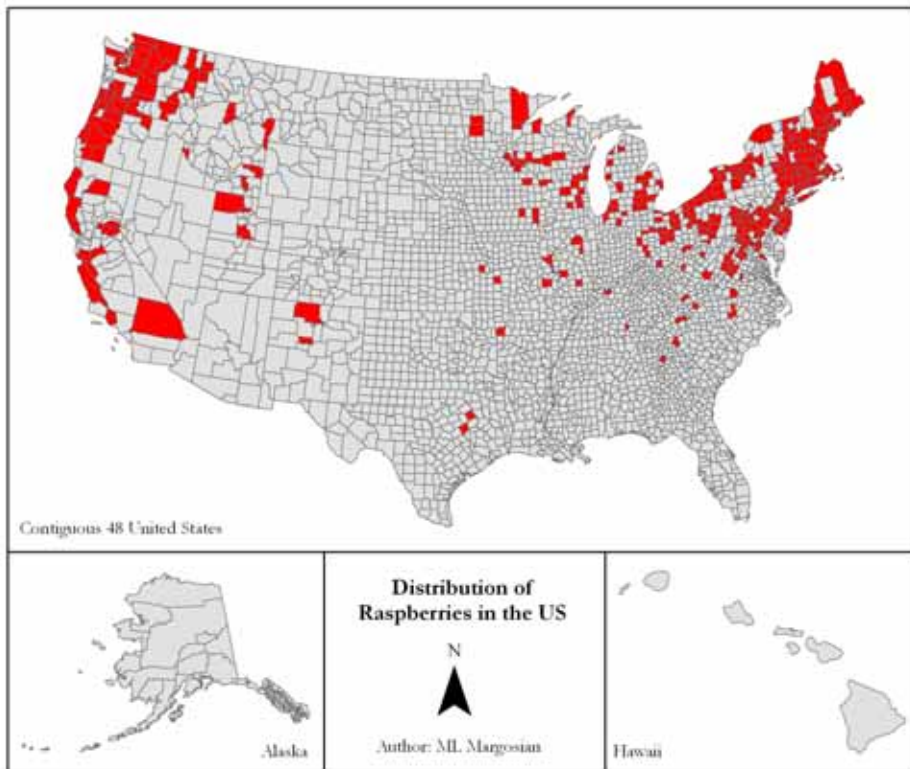 Contiguous 48 United States
Distribution of
Raspberries in the US
N
Author: ML Margosian
Alaska
Hawaii